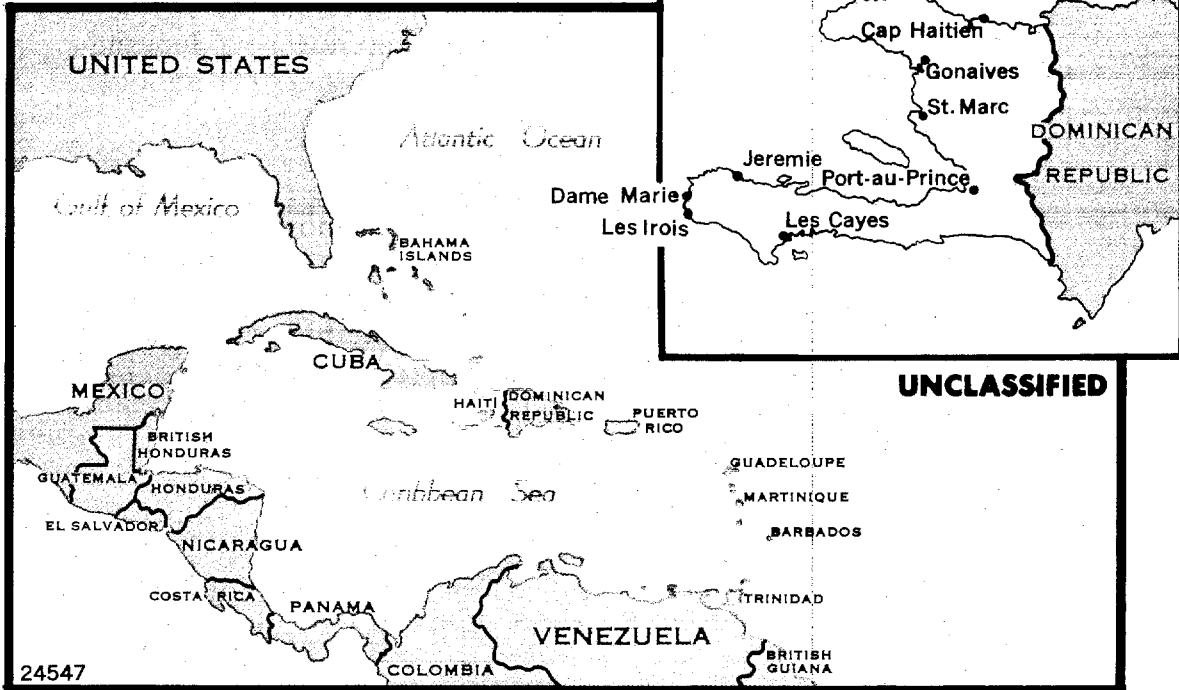 Cap Haitien
Gonaives
St. Marc
DOMINICAN
REPUBLIC
Jeremie
Port-au-Prince
Dame Marie
Les Irois
Les Cayes
UNITED STATES
Atlantic Ocean
Gulf of Mexico
BAHAMA
ISLANDS
CUBA
MEXICO
HAITI
DOMINICAN
REPUBLIC
PUERTO
RICO
UNCLASSIFIED
BRITISH
HONDURAS
GUATEMALA
HONDURAS
EL SALVADOR
NICARAGUA
COSTA RICA
PANAMA
Caribbean Sea
GUADELOUPE
MARTINIQUE
BARBADOS
TRINIDAD
VENEZUELA
COLOMBIA
BRITISH
GUIANA
24547